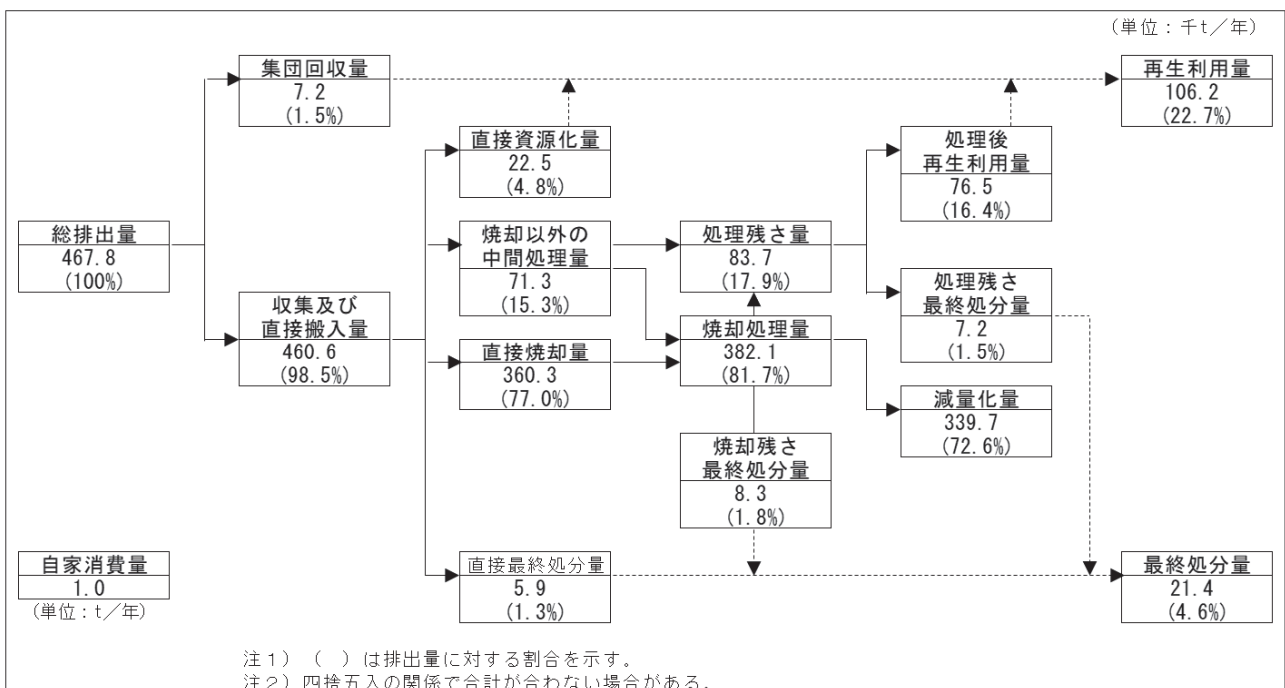 (単位：千t／年)
集団回収量
7.2
(1.5%)
再生利用量
106.2
(22.7%)
直接資源化量
22.5
(4.8%)
処理後
再生利用量
76.5
(16.4%)
総排出量
467.8
(100%)
焼却以外の
中間処理量
71.3
(15.3%)
処理残さ量
83.7
(17.9%)
収集及び
直接搬入量
460.6
(98.5%)
処理残さ
最終処分量
7.2
(1.5%)
直接焼却量
360.3
(77.0%)
焼却処理量
382.1
(81.7%)
減量化量
339.7
(72.6%)
焼却残さ
最終処分量
8.3
(1.8%)
自家消費量
1.0
(単位：t／年)
直接最終処分量
5.9
(1.3%)
最終処分量
21.4
(4.6%)
注１）（　）は排出量に対する割合を示す。
注２）四捨五入の関係で合計が合わない場合がある。